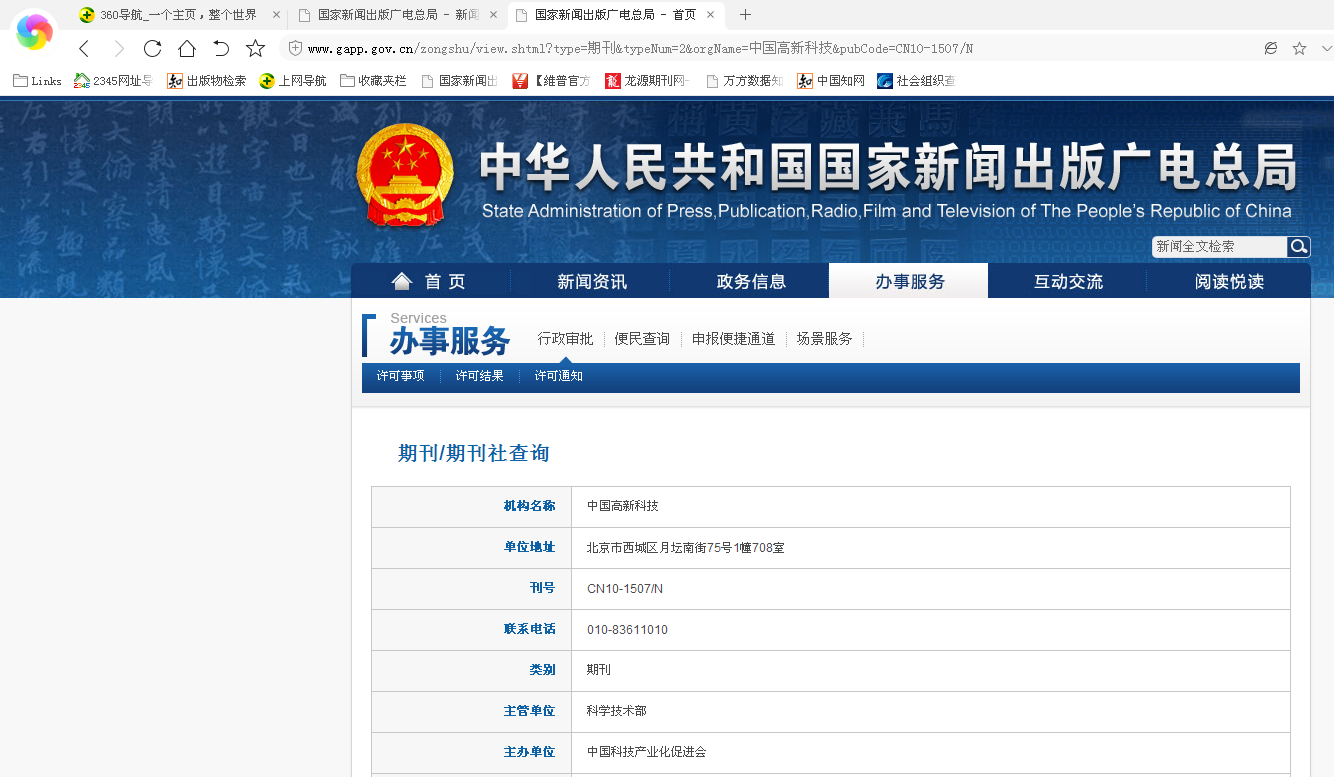 360导航_一个主页，整个世界
国家新闻出版广电总局 - 新闻
国家新闻出版广电总局 - 首页
www.gapp.gov.cn/zongshu/view.shtml?type=期刊&typeNum=2&orgName=中国高新科技&pubCode=CN10-1507/N
Links 2345网址导 出版物检索 上网导航 收藏夹栏 国家新闻出 【维普官方 龙源期刊网- 万方数据知 中国知网 社会组织查
中华人民共和国国家新闻出版广电总局
State Administration of Press,Publication,Radio,Film and Television of The People's Republic of China
新闻全文检索
首 页 新闻资讯 政务信息 办事服务 互动交流 阅读悦读
Services
办事服务 行政审批 便民查询 申报便捷通道 场景服务
许可事项 许可结果 许可通知
期刊/期刊社查询
机构名称 中国高新科技
单位地址 北京市西城区月坛南街75号1幢708室
刊号 CN10-1507/N
联系电话 010-83611010
类别 期刊
主管单位 科学技术部
主办单位 中国科技产业化促进会